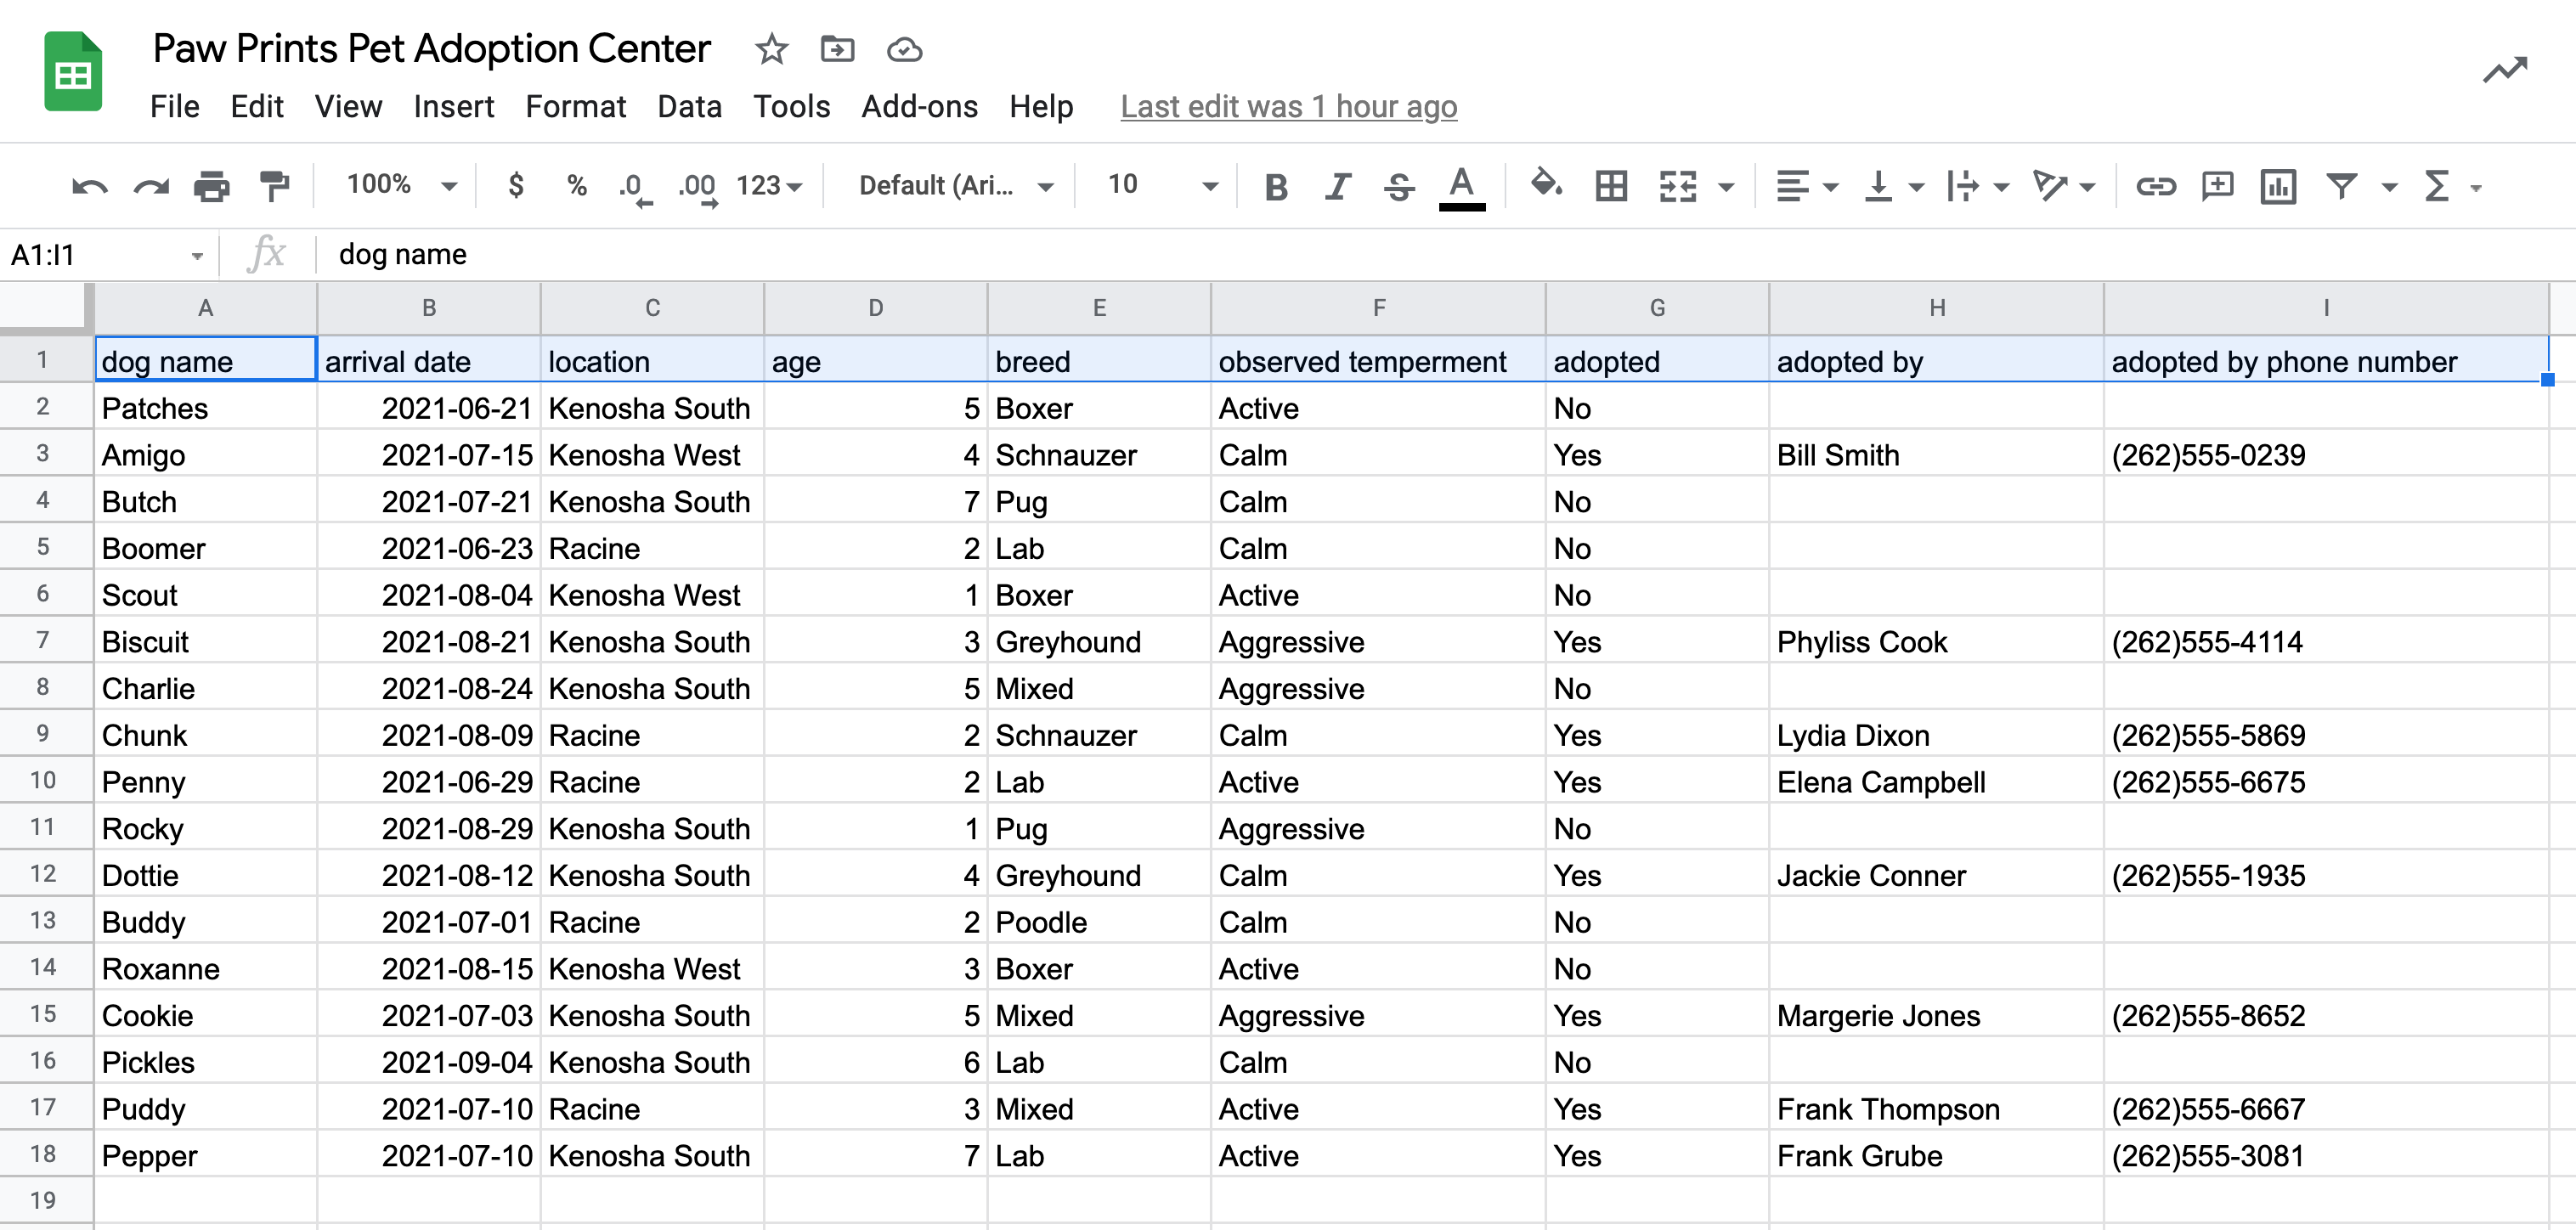 Paw Prints Pet Adoption Center
File Edit View Insert Format Data Tools Add-ons Help Last edit was 1 hour ago
100% $ % .0 .00 123 Default (Ari... 10 B I S A
A1:I1 fx dog name
A B C D E F G H I
1 dog name arrival date location age breed observed temperment adopted adopted by adopted by phone number
2 Patches 2021-06-21 Kenosha South 5 Boxer Active No
3 Amigo 2021-07-15 Kenosha West 4 Schnauzer Calm Yes Bill Smith (262)555-0239
4 Butch 2021-07-21 Kenosha South 7 Pug Calm No
5 Boomer 2021-06-23 Racine 2 Lab Calm No
6 Scout 2021-08-04 Kenosha West 1 Boxer Active No
7 Biscuit 2021-08-21 Kenosha South 3 Greyhound Aggressive Yes Phyliss Cook (262)555-4114
8 Charlie 2021-08-24 Kenosha South 5 Mixed Aggressive No
9 Chunk 2021-08-09 Racine 2 Schnauzer Calm Yes Lydia Dixon (262)555-5869
10 Penny 2021-06-29 Racine 2 Lab Active Yes Elena Campbell (262)555-6675
11 Rocky 2021-08-29 Kenosha South 1 Pug Aggressive No
12 Dottie 2021-08-12 Kenosha South 4 Greyhound Calm Yes Jackie Conner (262)555-1935
13 Buddy 2021-07-01 Racine 2 Poodle Calm No
14 Roxanne 2021-08-15 Kenosha West 3 Boxer Active No
15 Cookie 2021-07-03 Kenosha South 5 Mixed Aggressive Yes Margerie Jones (262)555-8652
16 Pickles 2021-09-04 Kenosha South 6 Lab Calm No
17 Puddy 2021-07-10 Racine 3 Mixed Active Yes Frank Thompson (262)555-6667
18 Pepper 2021-07-10 Kenosha South 7 Lab Active Yes Frank Grube (262)555-3081
19